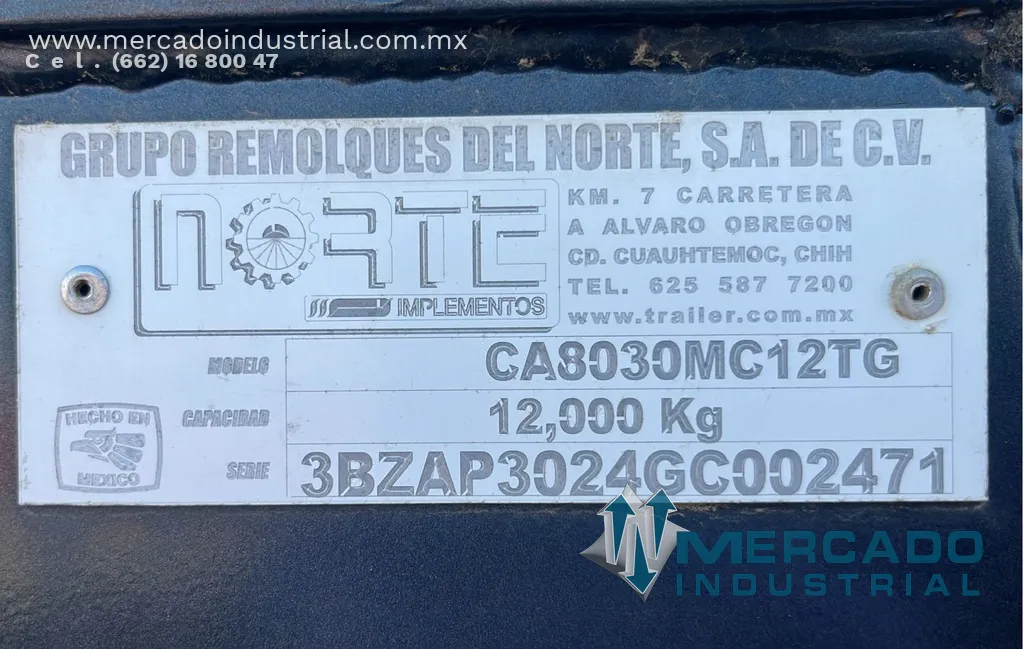 www.mercadoindustrial.com.mx
Cel. (662) 16 800 47
GRUPO REMOLQUES DEL NORTE, S.A. DE C.V.
NORTE
IMPLEMENTOS
KM. 7 CARRETERA
A ALVARO OBREGON
CD. CUAUHTEMOC, CHIH
TEL. 625 587 7200
www.trailer.com.mx
MODELO CA8030MC12TG
CAPACIDAD 12,000 Kg
SERIE 3BZAP3024GC002471
HECHO EN
MEXICO
MERCADO
INDUSTRIAL